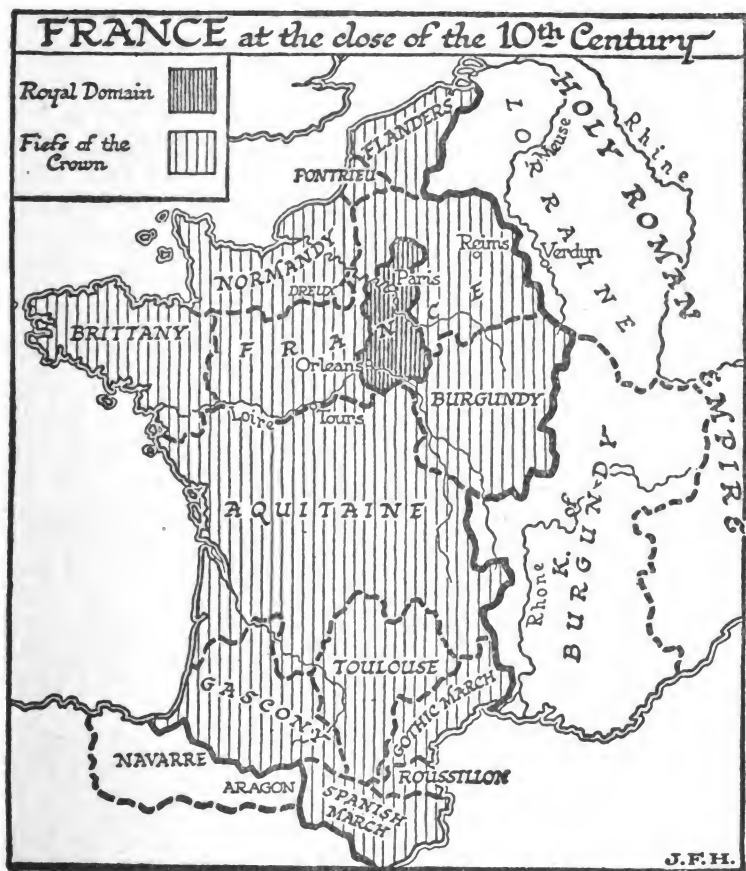 FRANCE at the close of the 10th Century
Royal Domain
Fiefs of the
Crown
FLANDERS
PONTRIEU
LORRAINE
Meuse
HOLY ROMAN
EMPIRE
Rhine
Verdun
Reims
NORMANDY
DREUX
Paris
BRITTANY
FRANCE
Orleans
BURGUNDY
Loire
Tours
AQUITAINE
K. of
BURGUNDY
Rhone
TOULOUSE
GASCONY
GOTHIC MARCH
NAVARRE
ARAGON
ROUSSILLON
SPANISH
MARCH
J.F.H.